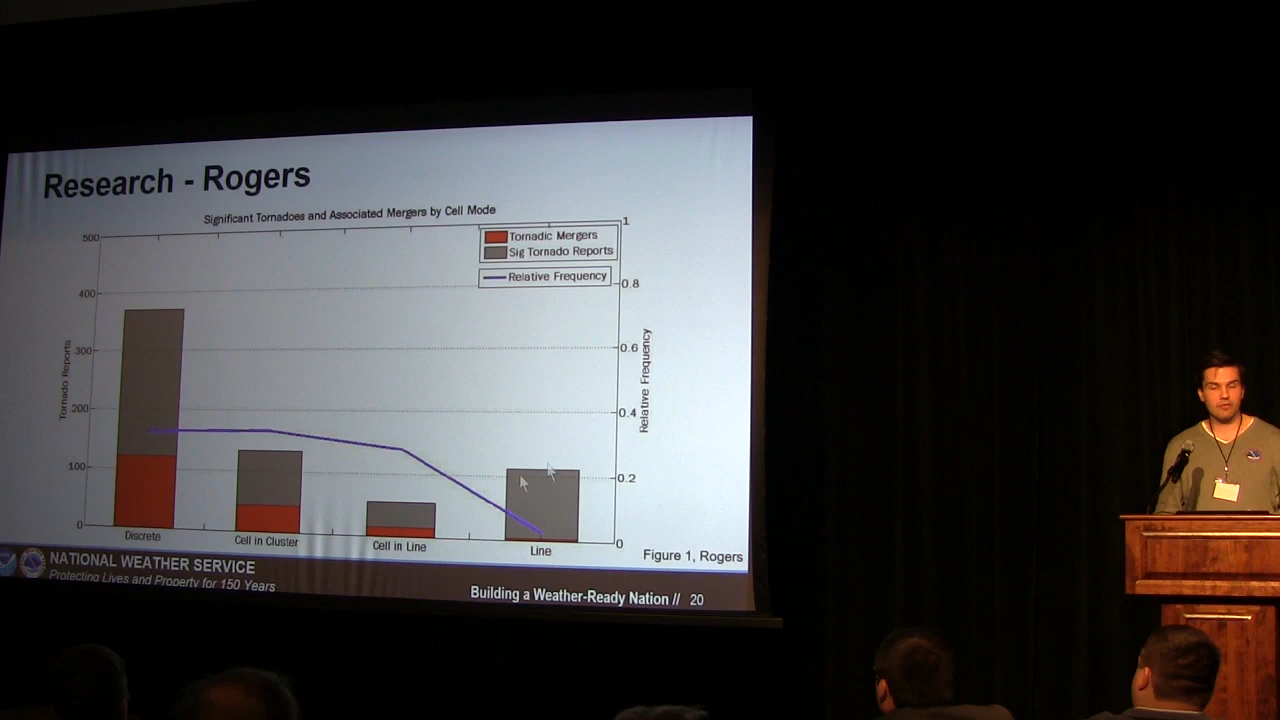 Research - Rogers
Significant Tornadoes and Associated Mergers by Cell Mode
Tornadic Mergers
Sig Tornado Reports
Relative Frequency
500
400
300
200
100
0
Tornado Reports
1
0.8
0.6
0.4
0.2
0
Relative Frequency
Discrete
Cell in Cluster
Cell in Line
Line
Figure 1, Rogers
NATIONAL WEATHER SERVICE
Protecting Lives and Property for 150 Years
Building a Weather-Ready Nation // 20